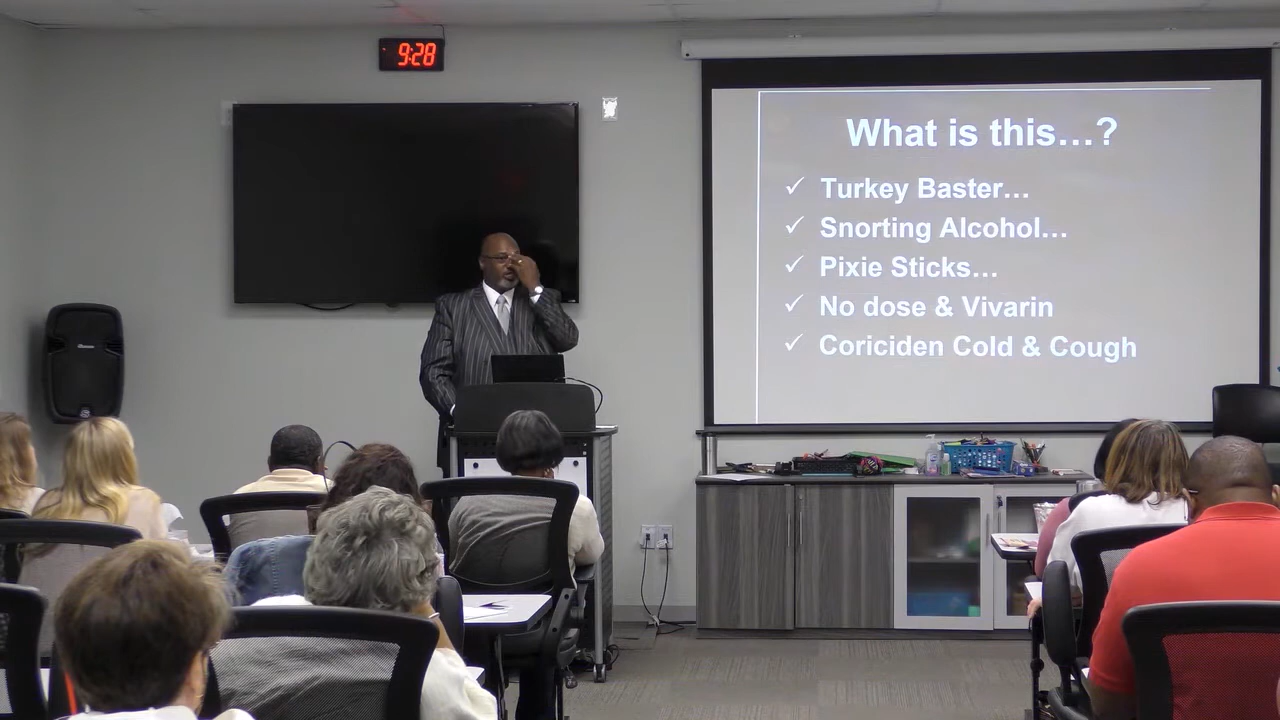 9:28
What is this...?
✓ Turkey Baster...
✓ Snorting Alcohol...
✓ Pixie Sticks...
✓ No dose & Vivarin
✓ Coriciden Cold & Cough